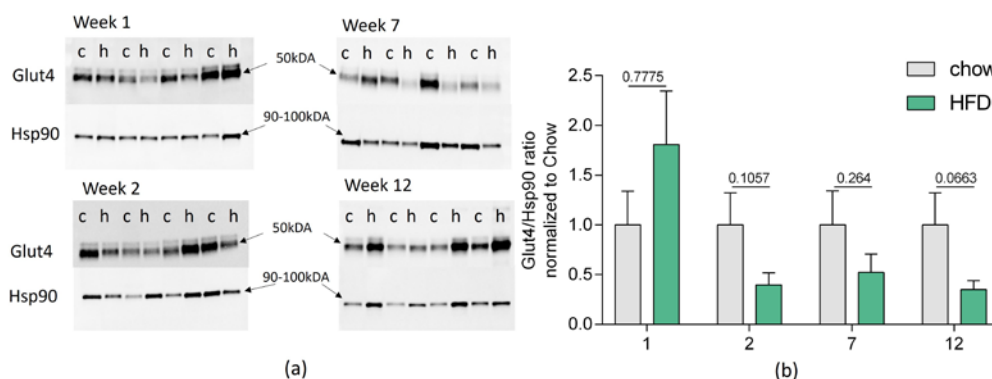 (a)
Week 1
c h c h c h c h
Glut4
Hsp90
50kDA
90-100kDA
Week 7
c h c c h c h
Week 2
c h c h c h c h
Glut4
Hsp90
50kDA
90-100kDA
Week 12
c h c h c h c h
(a)
2.5
2.0
1.5
1.0
0.5
0.0
Glut4/Hsp90 ratio
normalized to Chow
0.7775
0.1057
0.264
0.0663
1 2 7 12
chow
HFD
(b)